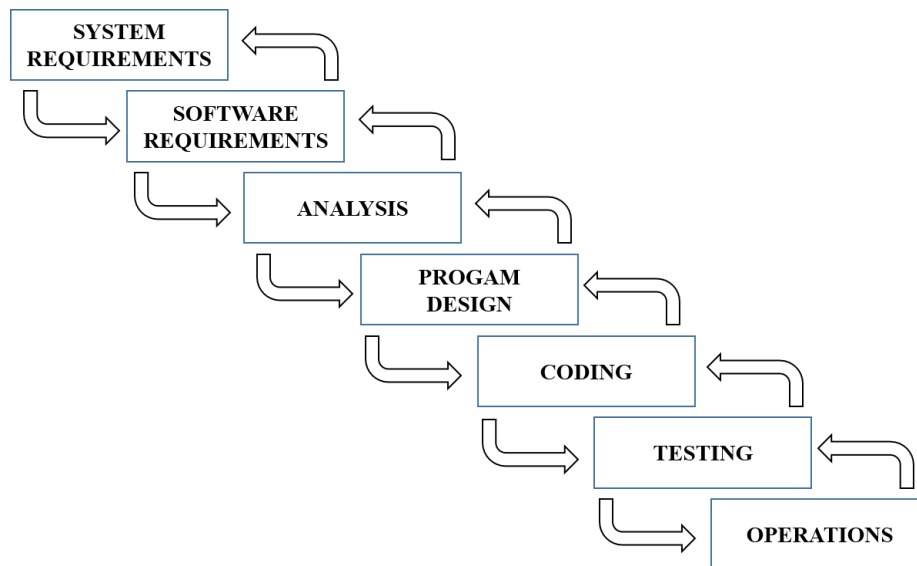 SYSTEM
REQUIREMENTS
SOFTWARE
REQUIREMENTS
ANALYSIS
PROGAM
DESIGN
CODING
TESTING
OPERATIONS